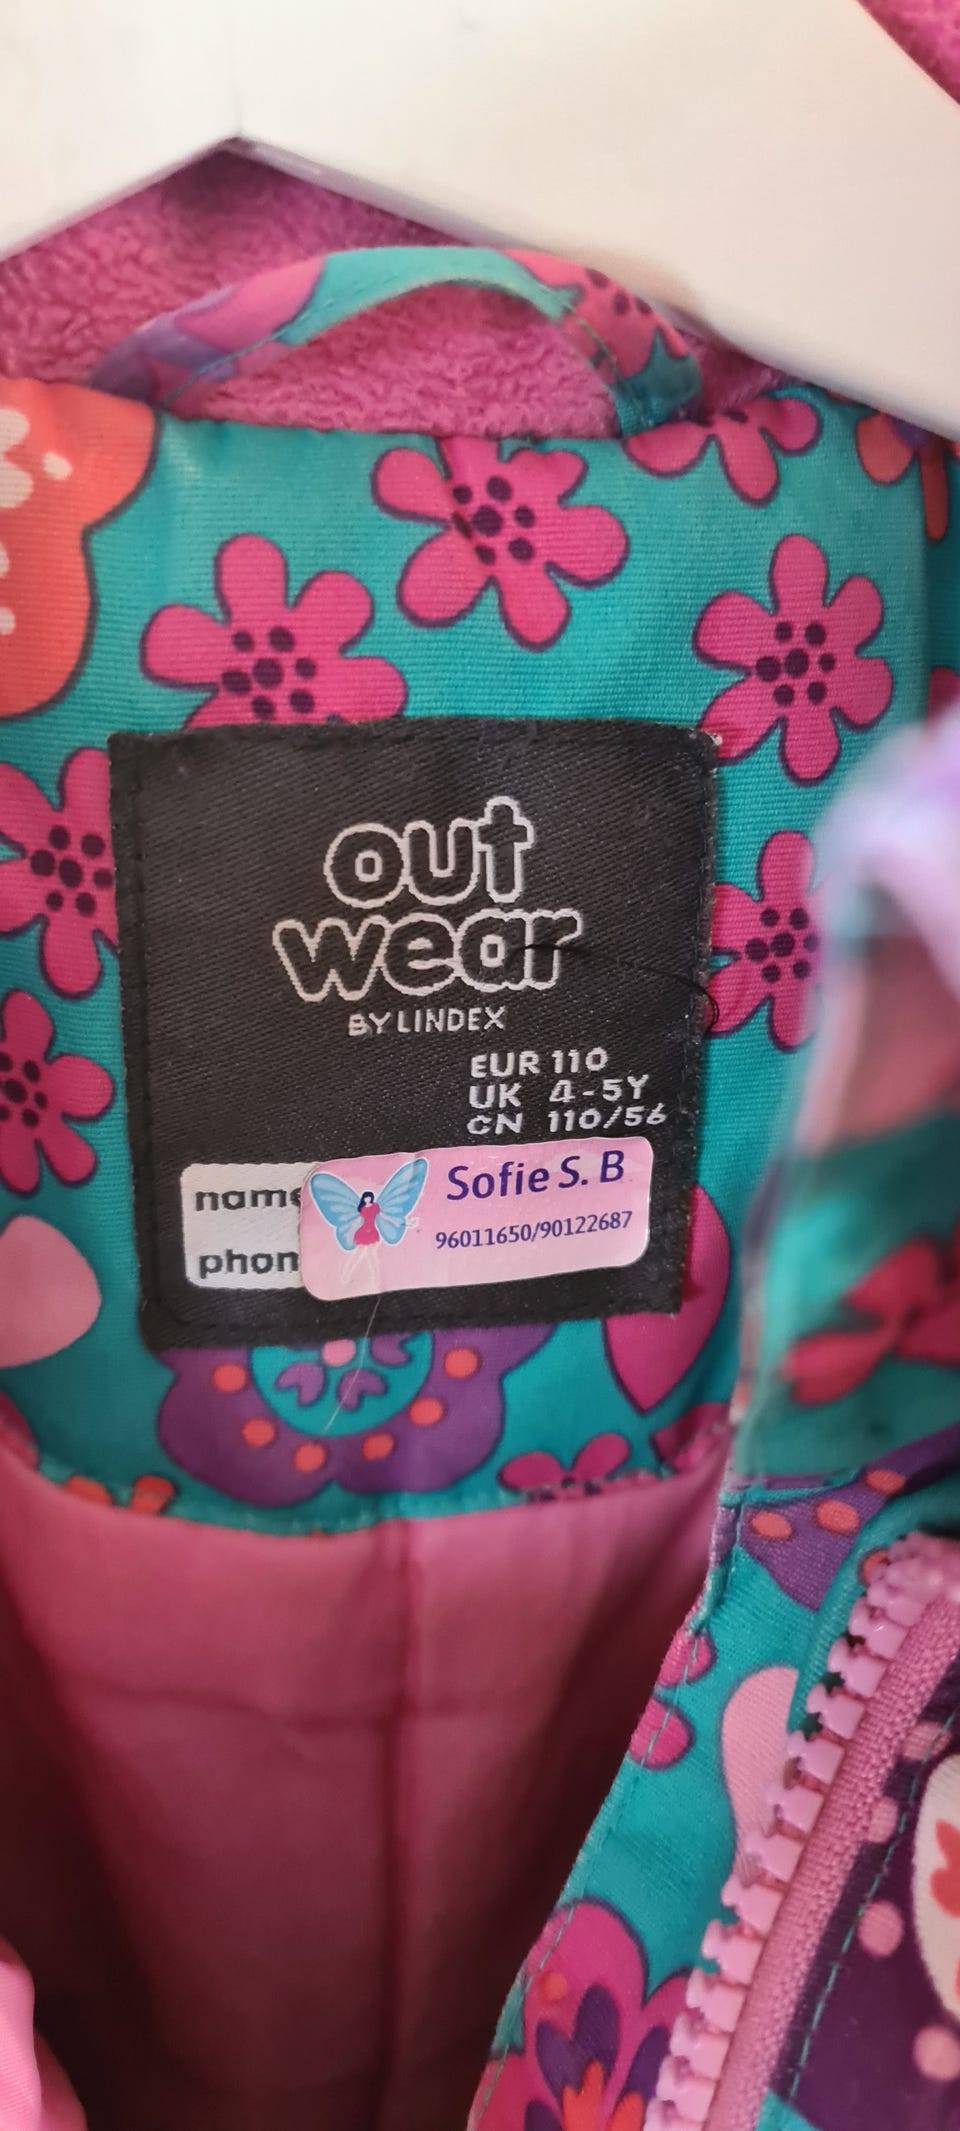 out
wear
BY LINDEX
EUR 110
UK 4-5Y
CN 110/56
name
phon
Sofie S. B
96011650/90122687